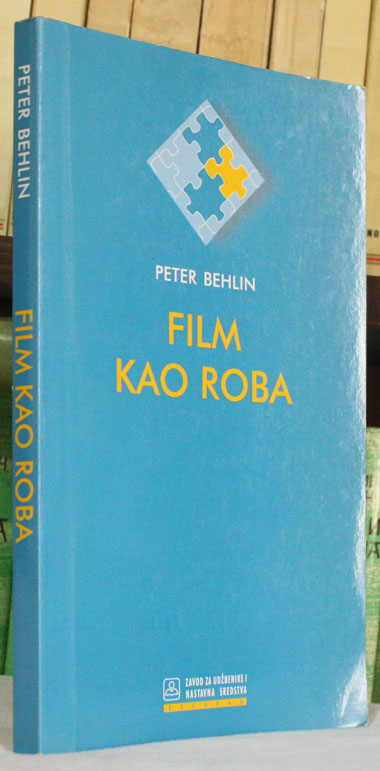 PETER BEHLIN
FILM KAO ROBA
PETER BEHLIN
FILM
KAO ROBA
ZAVOD ZA UDŽBENIKE I
NASTAVNA SREDSTVA